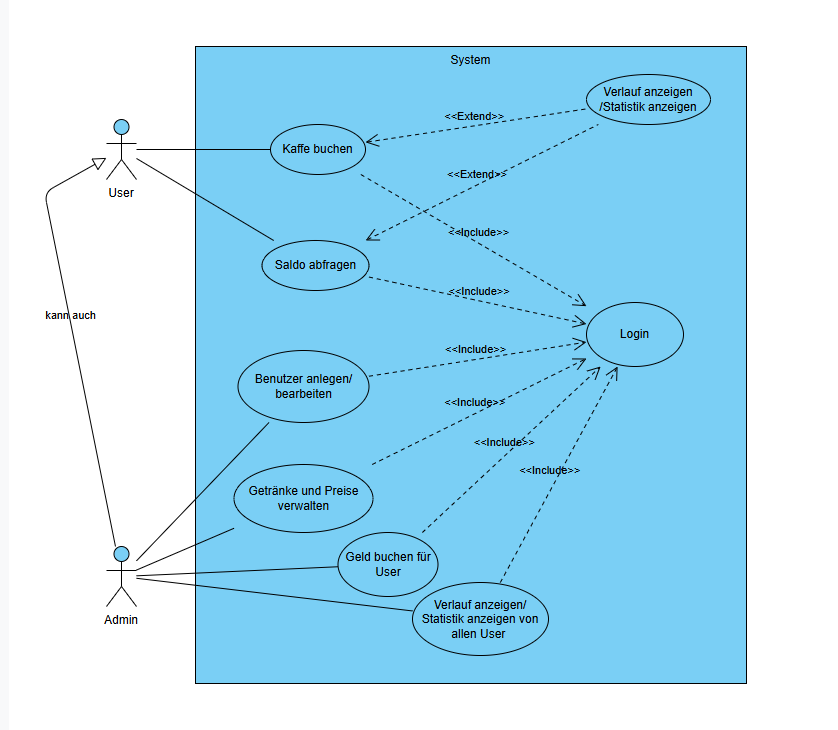 System
Verlauf anzeigen
/Statistik anzeigen
<<Extend>>
Kaffe buchen
User
<<Extend>>
<<Include>>
Saldo abfragen
<<Include>>
kann auch
Login
<<Include>>
Benutzer anlegen/
bearbeiten
<<Include>>
<<Include>>
<<Include>>
Getränke und Preise
verwalten
Geld buchen für
User
Verlauf anzeigen/
Statistik anzeigen von
allen User
Admin